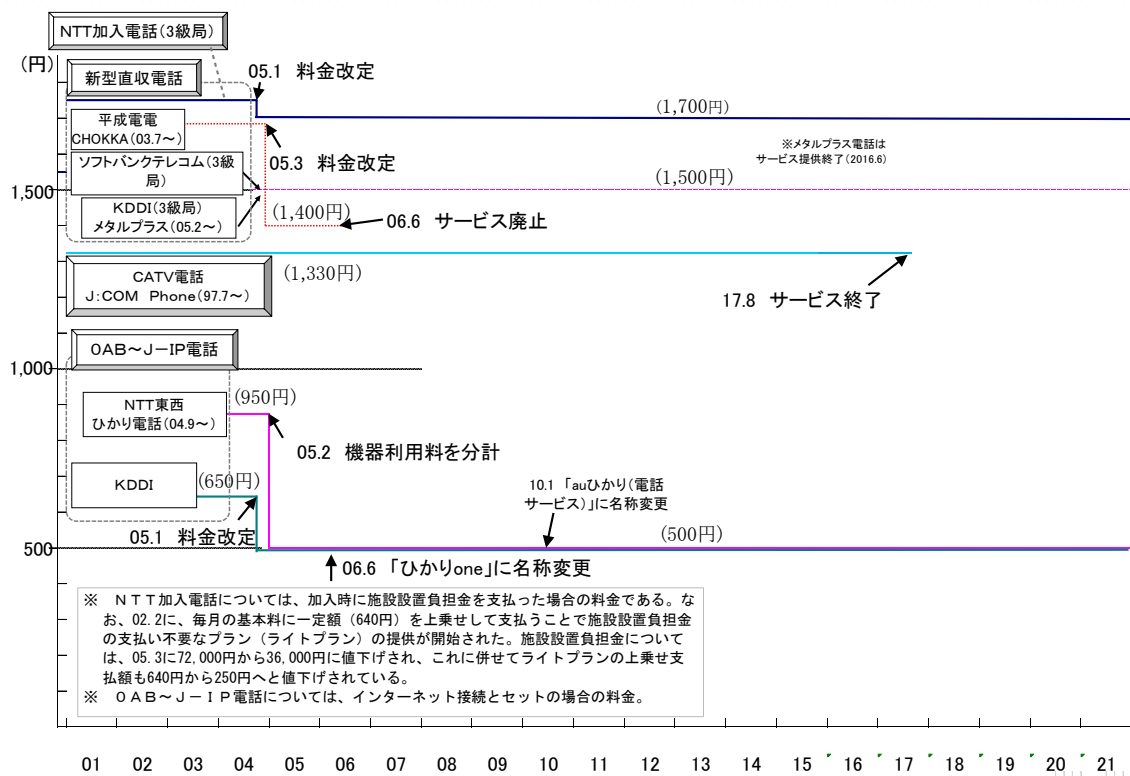 NTT加入電話(3級局)
(円)
新型直収電話
05.1 料金改定
(1,700円)
平成電電
CHOKKA(03.7~)
※メタルプラス電話は
サービス提供終了(2016.6)
05.3 料金改定
ソフトバンクテレコム(3級
局)
(1,500円)
1,500
KDDI(3級局)
メタルプラス(05.2~)
(1,400円)
06.6 サービス廃止
CATV電話
J:COM Phone(97.7~)
(1,330円)
17.8 サービス終了
0AB~J-IP電話
1,000
NTT東西
ひかり電話(04.9~)
(950円)
05.2 機器利用料を分計
KDDI
(650円)
10.1 「auひかり(電話
サービス)」に名称変更
05.1 料金改定
(500円)
500
06.6 「ひかりone」に名称変更
※ NTT加入電話については、加入時に施設設置負担金を支払った場合の料金である。な
お、02.2に、毎月の基本料に一定額(640円)を上乗せして支払うことで施設設置負担金
の支払い不要なプラン(ライトプラン)の提供が開始された。施設設置負担金について
は、05.3に72,000円から36,000円に値下げされ、これに併せてライトプランの上乗せ支
払額も640円から250円へと値下げされている。
※ 0AB~J-IP電話については、インターネット接続とセットの場合の料金。
01 02 03 04 05 06 07 08 09 10 11 12 13 14 15 16 17 18 19 20 21